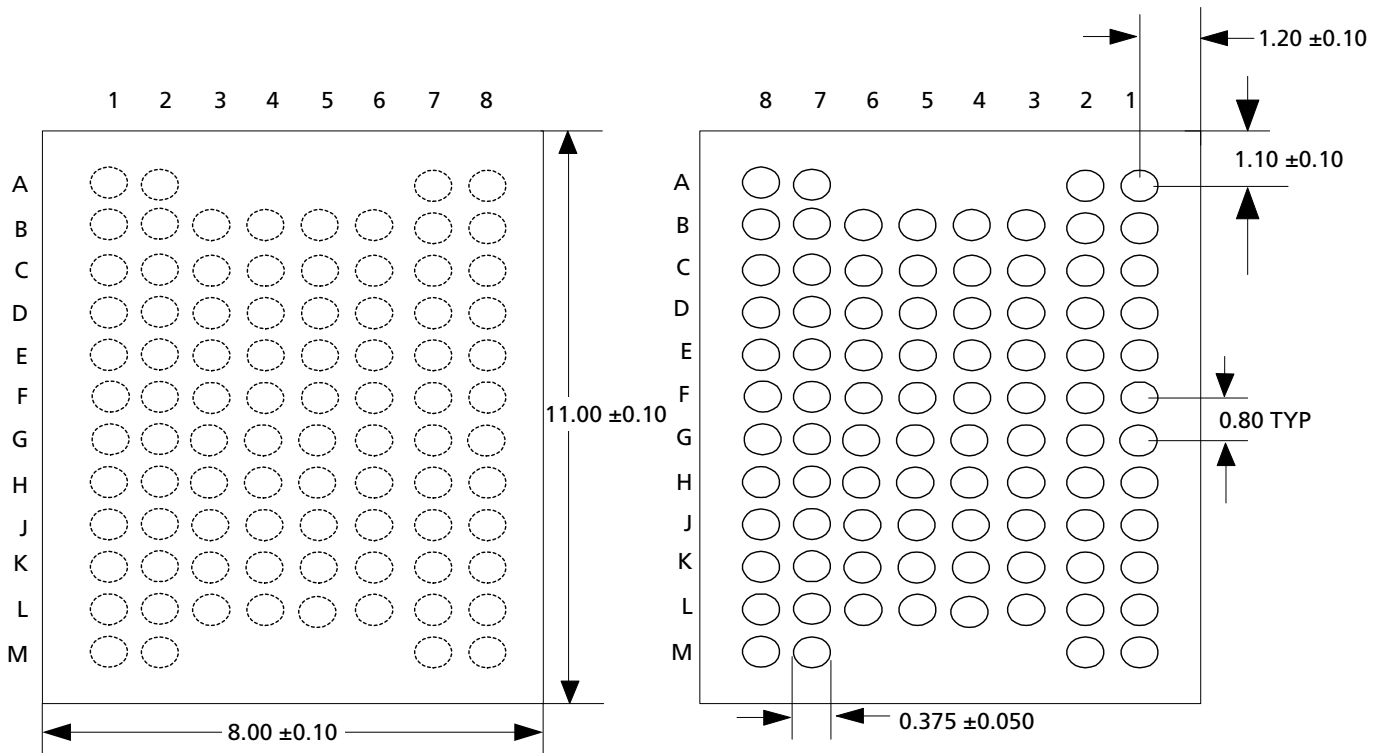 1.20 ±0.10
1 2 3 4 5 6 7 8
8 7 6 5 4 3 2 1
1.10 ±0.10
A
B
C
D
E
F
G
H
J
K
L
M
11.00 ±0.10
A
B
C
D
E
F
G
H
J
K
L
M
0.80 TYP
8.00 ±0.10
0.375 ±0.050